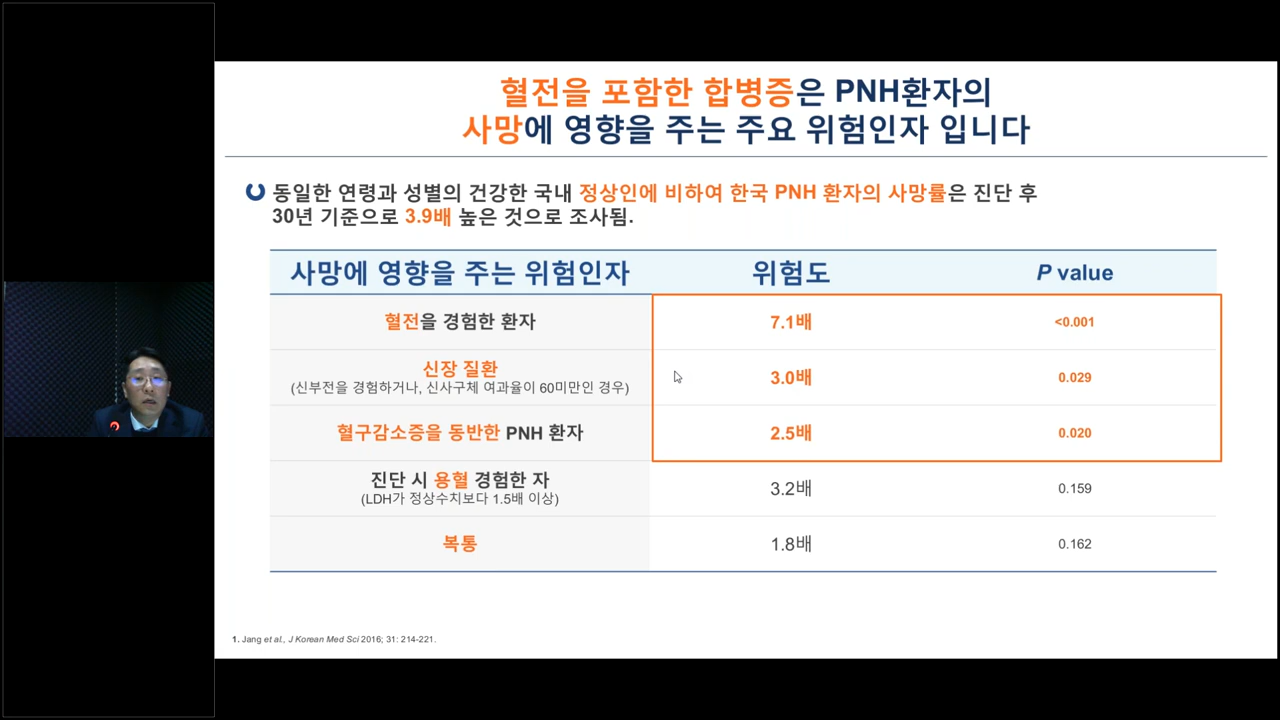 혈전을 포함한 합병증은 PNH환자의
사망에 영향을 주는 주요 위험인자 입니다
동일한 연령과 성별의 건강한 국내 정상인에 비하여 한국 PNH 환자의 사망률은 진단 후
30년 기준으로 3.9배 높은 것으로 조사됨.
사망에 영향을 주는 위험인자 위험도 P value
혈전을 경험한 환자 7.1배 <0.001
신장 질환
(신부전을 경험하거나, 신사구체 여과율이 60미만인 경우) 3.0배 0.029
혈구감소증을 동반한 PNH 환자 2.5배 0.020
진단 시 용혈 경험한 자
(LDH가 정상수치보다 1.5배 이상) 3.2배 0.159
복통 1.8배 0.162
1. Jang et al., J Korean Med Sci 2016; 31: 214-221.